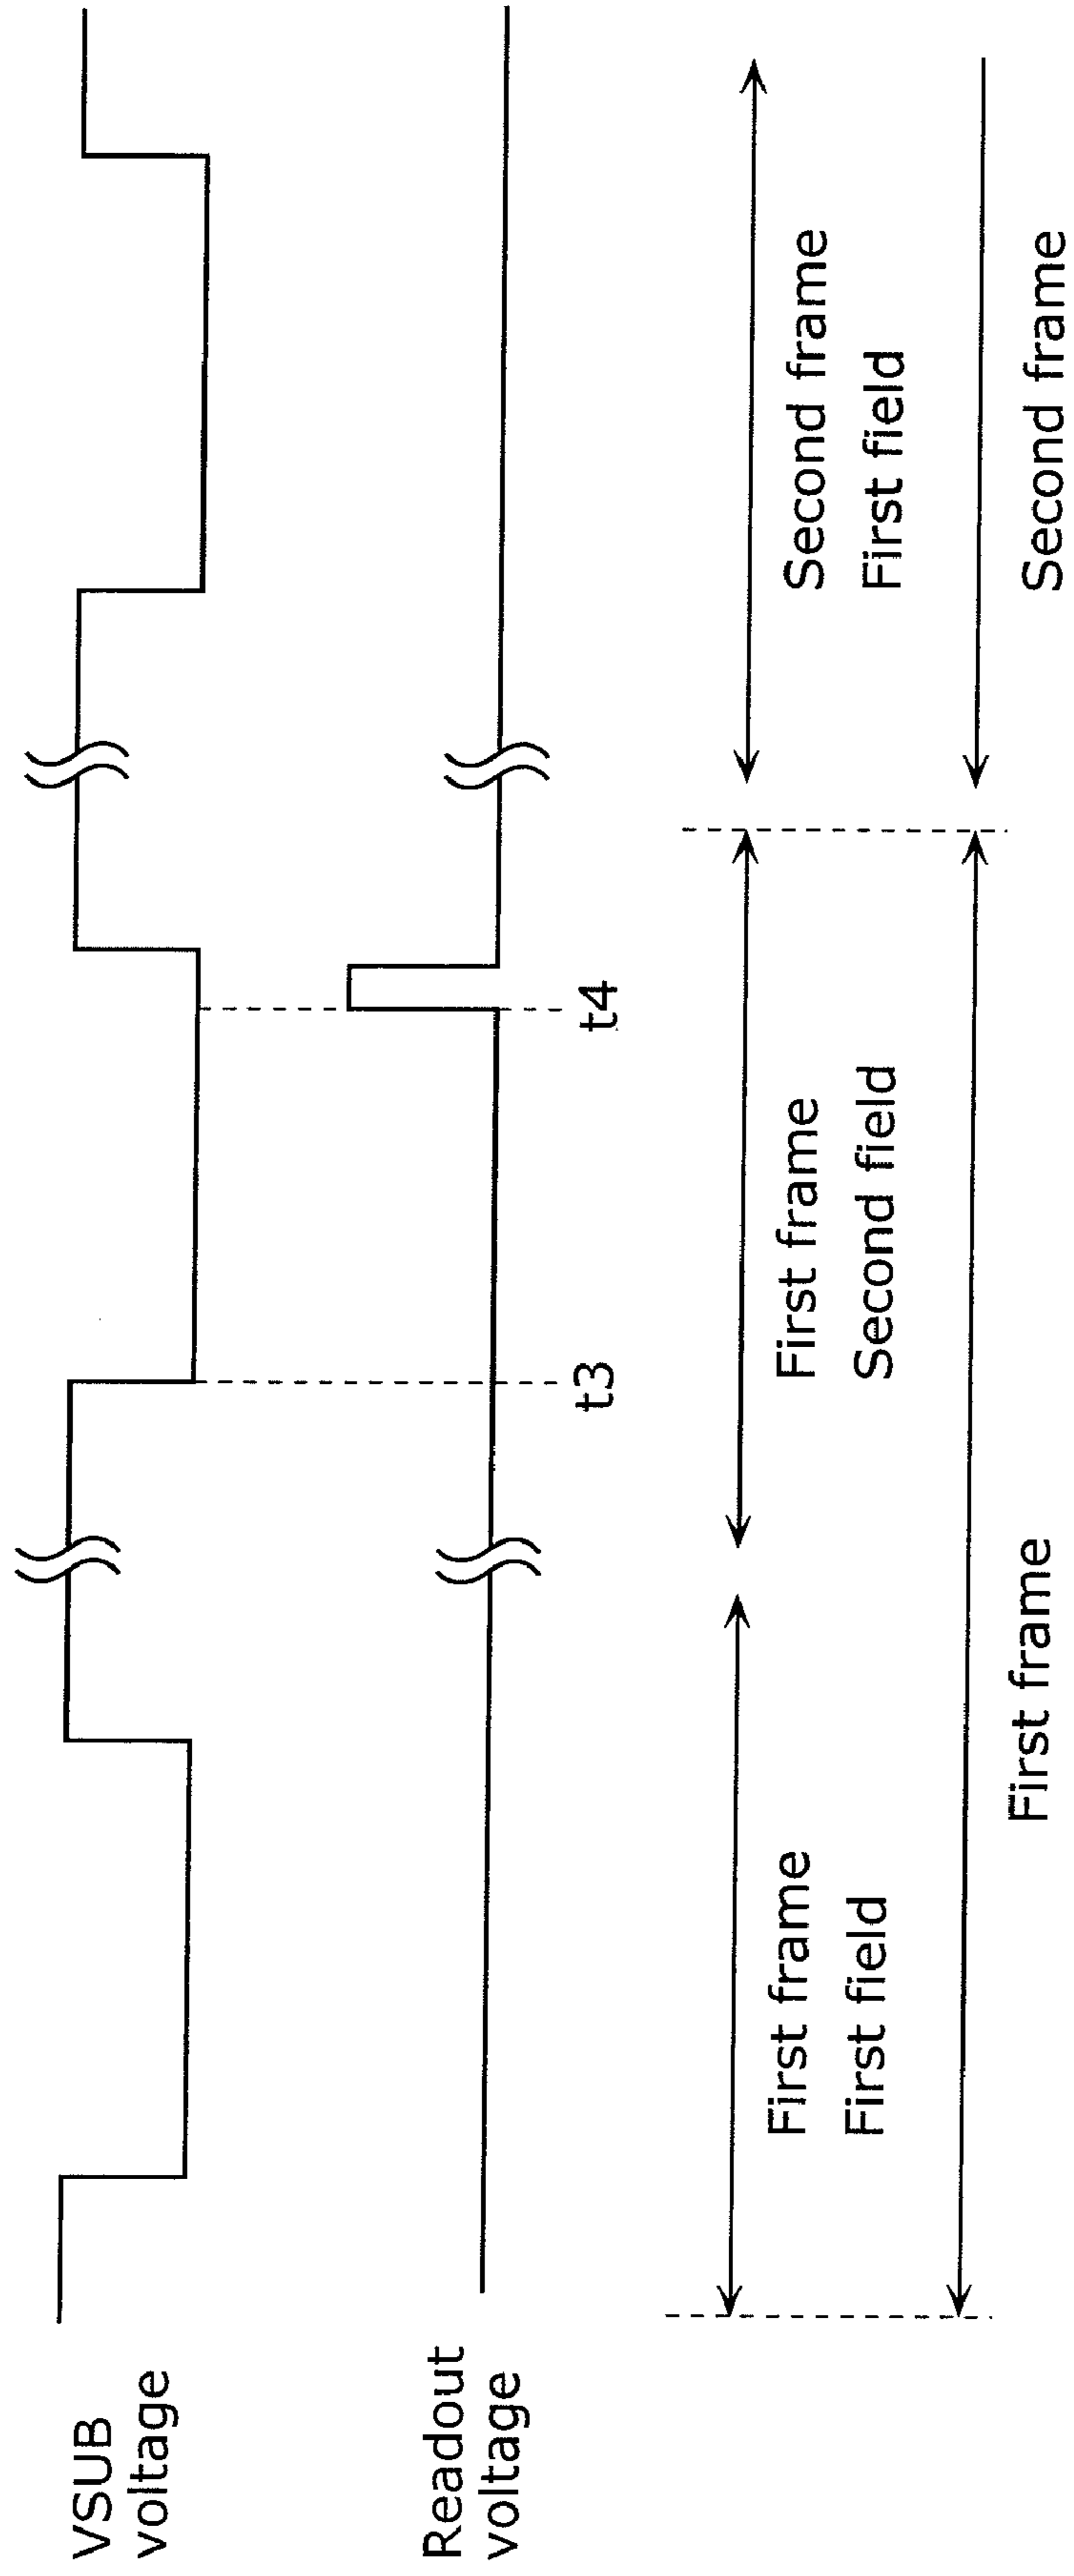 VSUB
voltage
Readout
voltage
t3
t4
First frame
First field
First frame
Second field
Second frame
First field
First frame
Second frame